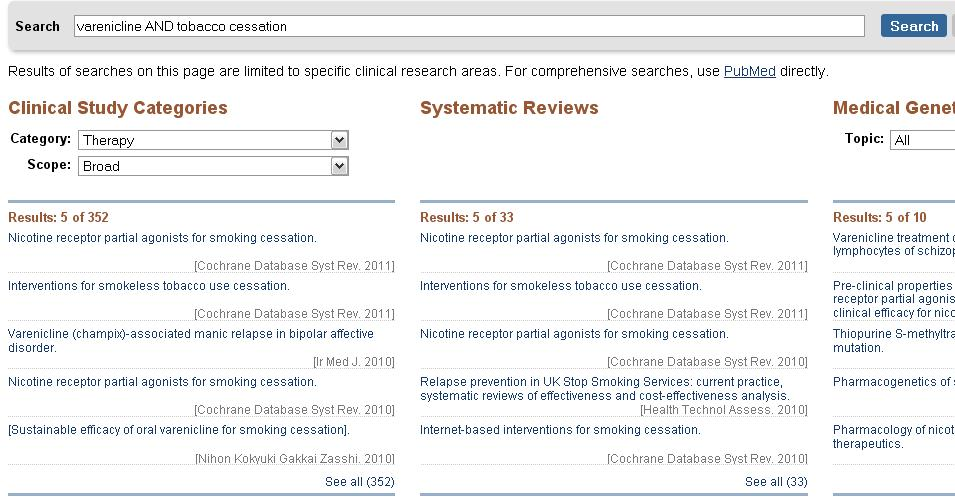 Search varenicline AND tobacco cessation Search
Results of searches on this page are limited to specific clinical research areas. For comprehensive searches, use PubMed directly.
Clinical Study Categories
Category: Therapy
Scope: Broad
Results: 5 of 352
Nicotine receptor partial agonists for smoking cessation.
[Cochrane Database Syst Rev. 2011]
Interventions for smokeless tobacco use cessation.
[Cochrane Database Syst Rev. 2011]
Varenicline (champix)-associated manic relapse in bipolar affective
disorder.
[Ir Med J. 2010]
Nicotine receptor partial agonists for smoking cessation.
[Cochrane Database Syst Rev. 2010]
[Sustainable efficacy of oral varenicline for smoking cessation].
[Nihon Kokyuki Gakkai Zasshi. 2010]
See all (352)
Systematic Reviews
Results: 5 of 33
Nicotine receptor partial agonists for smoking cessation.
[Cochrane Database Syst Rev. 2011]
Interventions for smokeless tobacco use cessation.
[Cochrane Database Syst Rev. 2011]
Nicotine receptor partial agonists for smoking cessation.
[Cochrane Database Syst Rev. 2010]
Relapse prevention in UK Stop Smoking Services: current practice,
systematic reviews of effectiveness and cost-effectiveness analysis.
[Health Technol Assess. 2010]
Internet-based interventions for smoking cessation.
[Cochrane Database Syst Rev. 2010]
See all (33)
Medical Genet
Topic: All
Results: 5 of 10
Varenicline treatment
lymphocytes of schizop
Pre-clinical properties
receptor partial agonis
clinical efficacy for nico
Thiopurine S-methyltra
mutation.
Pharmacogenetics of
Pharmacology of nicot
therapeutics.